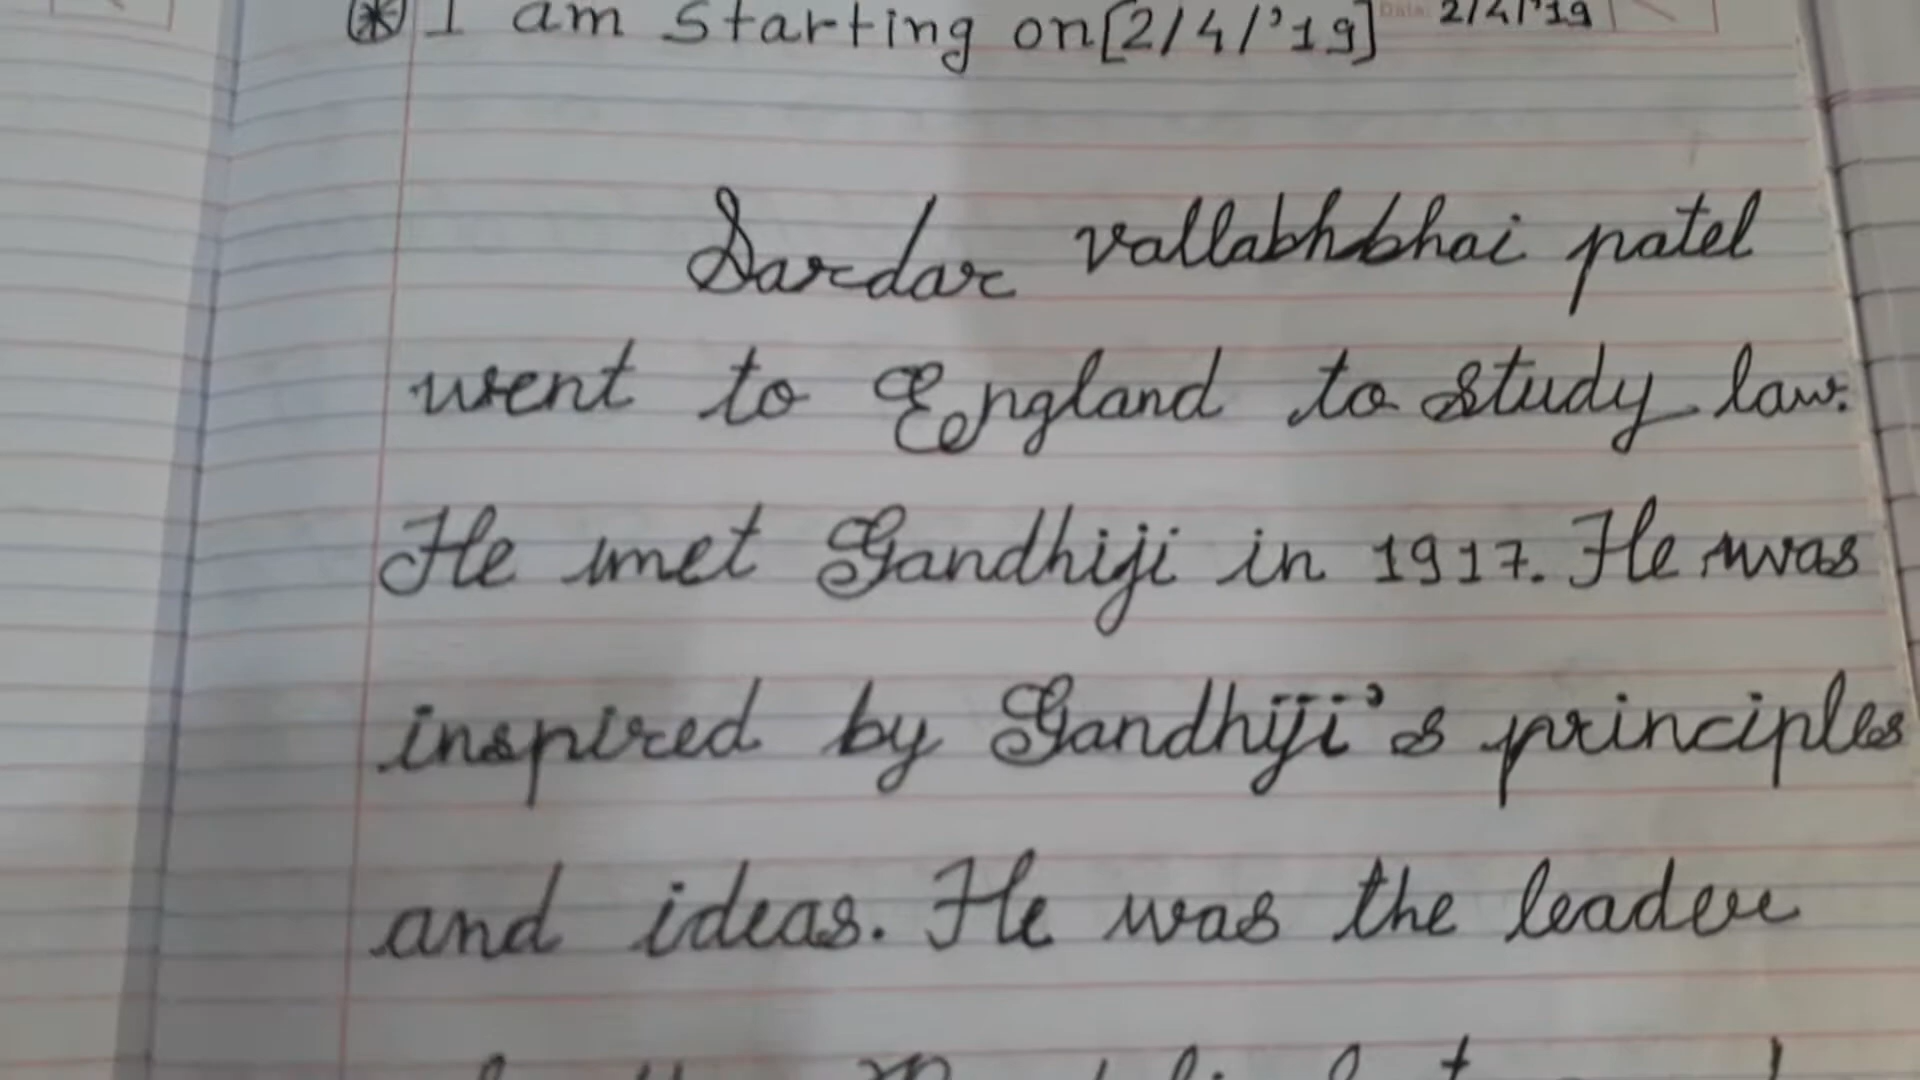 I am starting on [2/4/'19] Date: 2/4/'19
Sardar vallabhbhai patel
went to England to study law.
He met Gandhiji in 1917. He was
inspired by Gandhiji's principles
and ideas. He was the leader